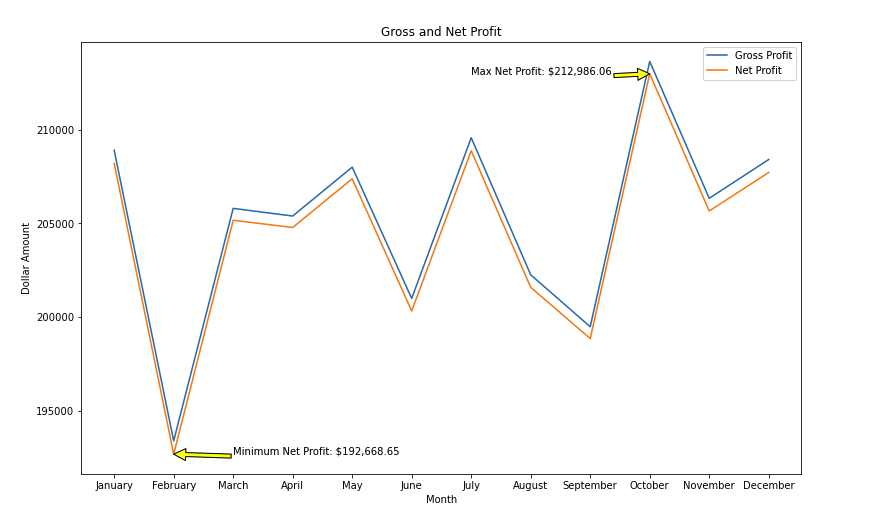 Gross and Net Profit
Gross Profit
Net Profit
Max Net Profit: $212,986.06
210000
205000
200000
195000
Dollar Amount
Minimum Net Profit: $192,668.65
January February March April May June July August September October November December
Month